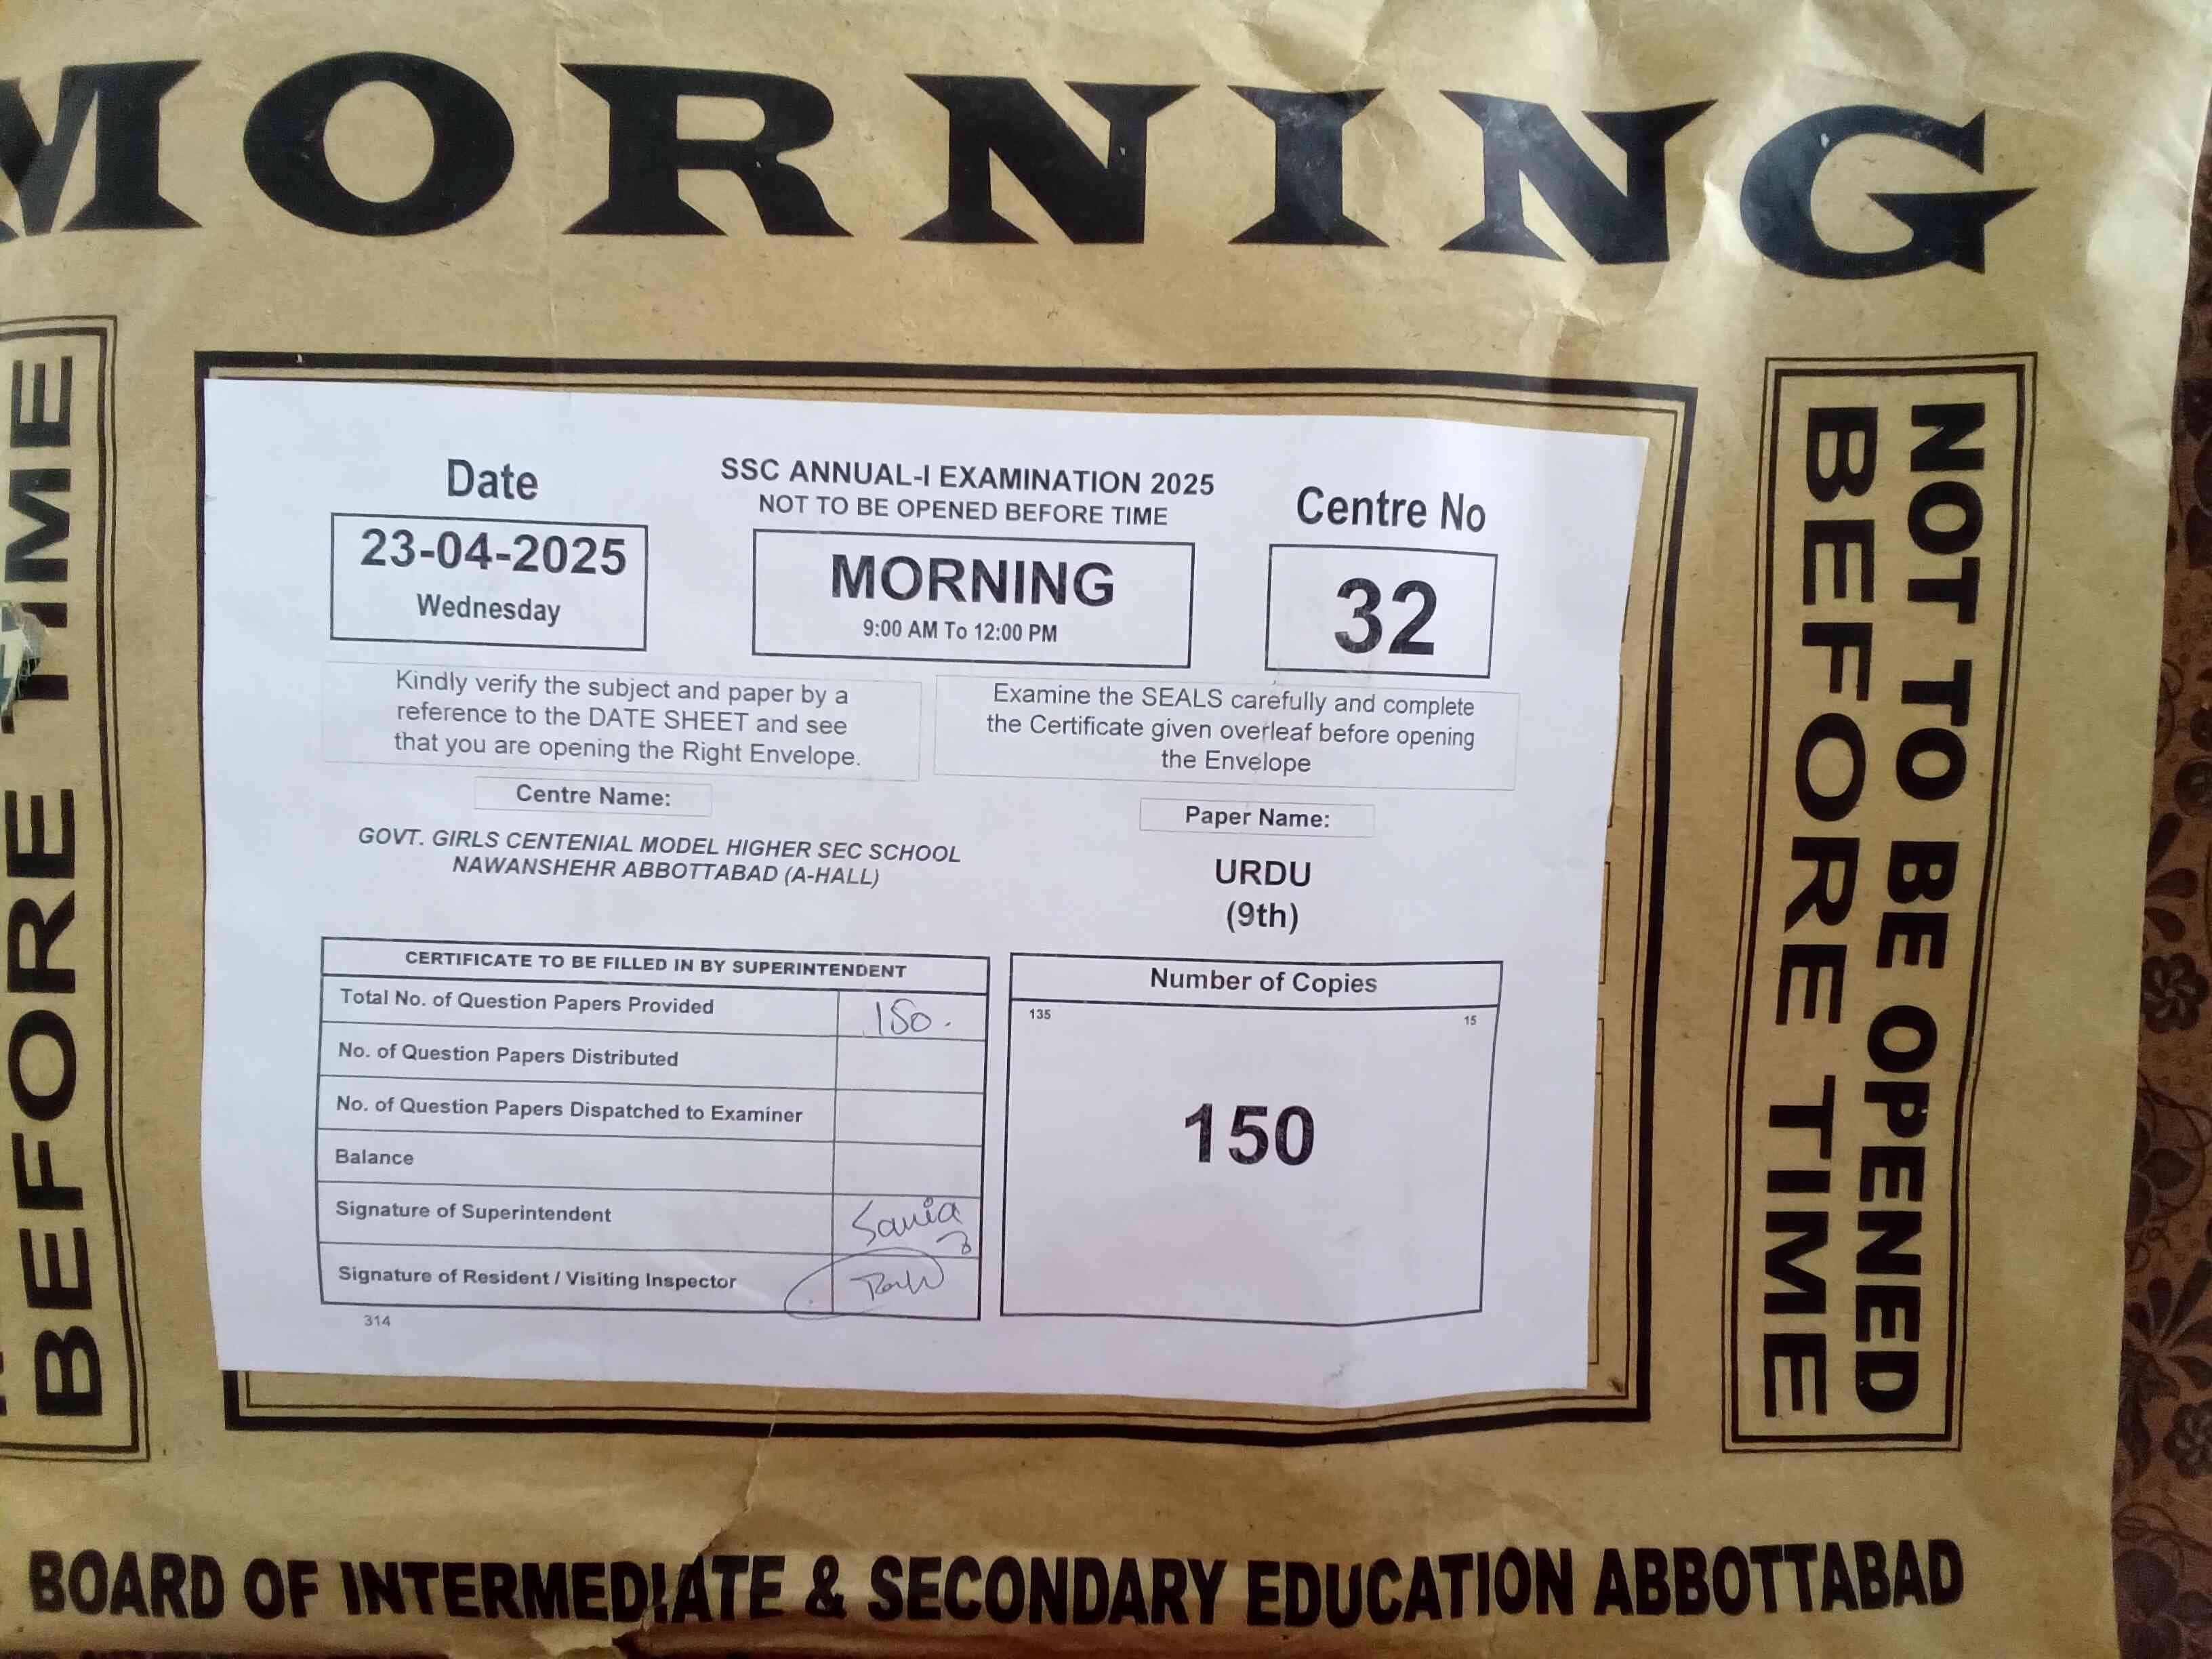 MORNING
BEFORE TIME
NOT TO BE OPENED
BEFORE TIME
Date
23-04-2025
Wednesday
SSC ANNUAL-I EXAMINATION 2025
NOT TO BE OPENED BEFORE TIME
MORNING
9:00 AM To 12:00 PM
Centre No
32
Kindly verify the subject and paper by a
reference to the DATE SHEET and see
that you are opening the Right Envelope.
Examine the SEALS carefully and complete
the Certificate given overleaf before opening
the Envelope
Centre Name:
GOVT. GIRLS CENTENIAL MODEL HIGHER SEC SCHOOL
NAWANSHEHR ABBOTTABAD (A-HALL)
Paper Name:
URDU
(9th)
CERTIFICATE TO BE FILLED IN BY SUPERINTENDENT
Total No. of Question Papers Provided 150.
No. of Question Papers Distributed
No. of Question Papers Dispatched to Examiner
Balance
Signature of Superintendent Sania
Signature of Resident / Visiting Inspector
314
Number of Copies
135 15
150
BOARD OF INTERMEDIATE & SECONDARY EDUCATION ABBOTTABAD